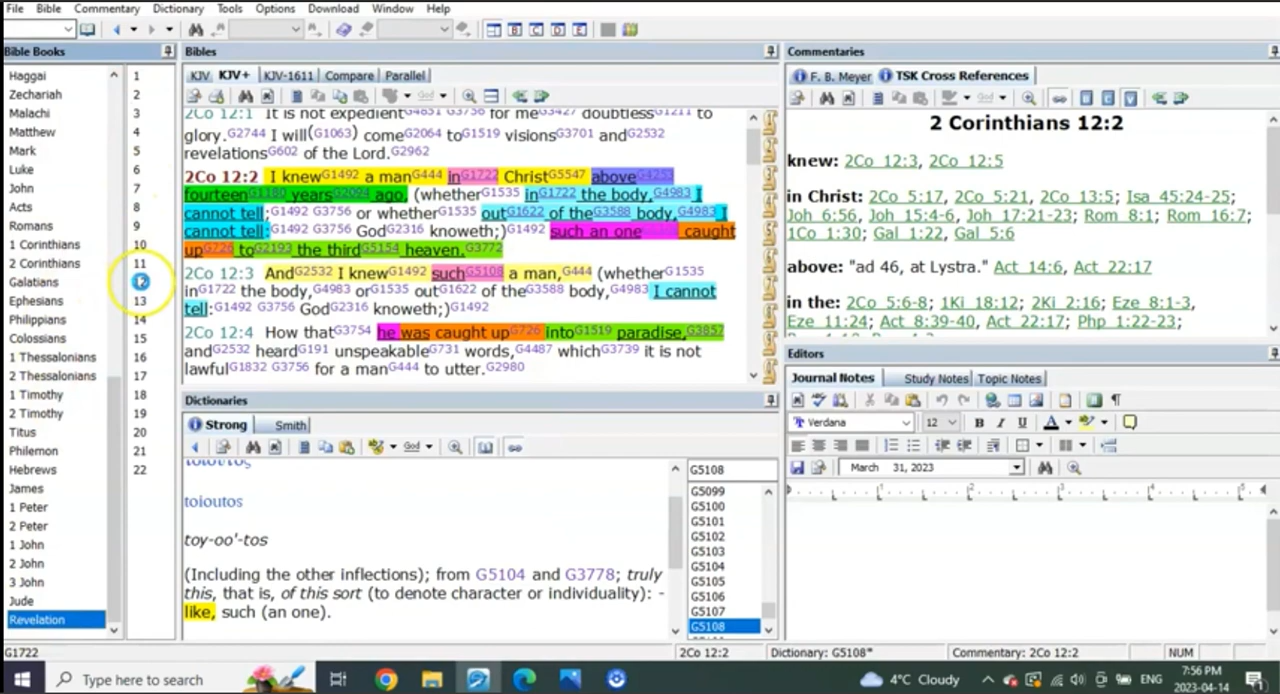 File Bible Commentary Dictionary Tools Options Download Window Help
B C D E
Bible Books
Haggai
Zechariah
Malachi
Matthew
Mark
Luke
John
Acts
Romans
1 Corinthians
2 Corinthians
Galatians
Ephesians
Philippians
Colossians
1 Thessalonians
2 Thessalonians
1 Timothy
2 Timothy
Titus
Philemon
Hebrews
James
1 Peter
2 Peter
1 John
2 John
3 John
Jude
Revelation
1
2
3
4
5
6
7
8
9
10
11
12
13
14
15
16
17
18
19
20
21
22
Bibles
KJV KJV+ KJV-1611 Compare Parallel
2Co 12:1 It is not expedientG4851 G3756 for meG3427 doubtlessG1211 to
glory.G2744 I will(G1063) comeG2064 toG1519 visionsG3701 andG2532
revelationsG602 of the Lord.G2962
2Co 12:2 I knewG1492 a manG444 inG1722 ChristG5547 aboveG4253
fourteenG1180 yearsG2094 ago, (whetherG1535 inG1722 the body,G4983 I
cannot tell;G1492 G3756 or whetherG1535 outG1622 of theG3588 body,G4983 I
cannot tell:G1492 G3756 GodG2316 knoweth;)G1492 such an oneG5108 caught
upG726 toG2193 the thirdG5154 heaven.G3772
2Co 12:3 AndG2532 I knewG1492 suchG5108 a man,G444 (whetherG1535
inG1722 the body,G4983 orG1535 outG1622 of theG3588 body,G4983 I cannot
tell:G1492 G3756 GodG2316 knoweth;)G1492
2Co 12:4 How thatG3754 he was caught upG726 intoG1519 paradise,G3857
andG2532 heardG191 unspeakableG731 words,G4487 whichG3739 it is not
lawfulG1832 G3756 for a manG444 to utter.G2980
Dictionaries
Strong Smith
τοιοῦτος
toioutos
toy-oo'-tos
(Including the other inflections); from G5104 and G3778; truly
this, that is, of this sort (to denote character or individuality): -
like, such (an one).
G5108
G5099
G5100
G5101
G5102
G5103
G5104
G5105
G5106
G5107
G5108
Commentaries
F. B. Meyer TSK Cross References
2 Corinthians 12:2
knew: 2Co 12:3, 2Co 12:5
in Christ: 2Co 5:17, 2Co 5:21, 2Co 13:5; Isa 45:24-25;
Joh 6:56, Joh 15:4-6, Joh 17:21-23; Rom 8:1; Rom 16:7;
1Co 1:30; Gal 1:22, Gal 5:6
above: "ad 46, at Lystra." Act 14:6, Act 22:17
in the: 2Co 5:6-8; 1Ki 18:12; 2Ki 2:16; Eze 8:1-3,
Eze 11:24; Act 8:39-40, Act 22:17; Php 1:22-23;
Editors
Journal Notes Study Notes Topic Notes
Verdana 12 B I U A
March 31, 2023
1 2 3 4 5
G1722 2Co 12:2 Dictionary: G5108* Commentary: 2Co 12:2 NUM
Type here to search 4°C Cloudy ENG 7:56 PM
2023-04-14